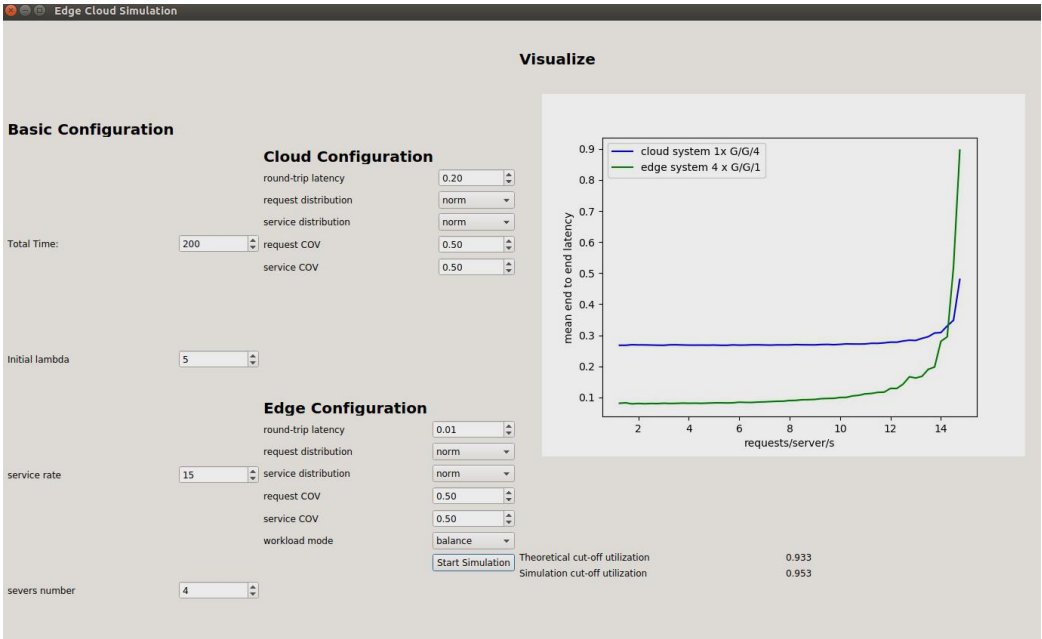 Edge Cloud Simulation
Visualize
Basic Configuration
Cloud Configuration
round-trip latency 0.20
request distribution norm
service distribution norm
Total Time: 200
request COV 0.50
service COV 0.50
Initial lambda 5
Edge Configuration
round-trip latency 0.01
request distribution norm
service rate 15
service distribution norm
request COV 0.50
service COV 0.50
workload mode balance
Start Simulation
severs number 4
cloud system 1x G/G/4
edge system 4 x G/G/1
mean end to end latency
0.9
0.8
0.7
0.6
0.5
0.4
0.3
0.2
0.1
2 4 6 8 10 12 14
requests/server/s
Theoretical cut-off utilization 0.933
Simulation cut-off utilization 0.953